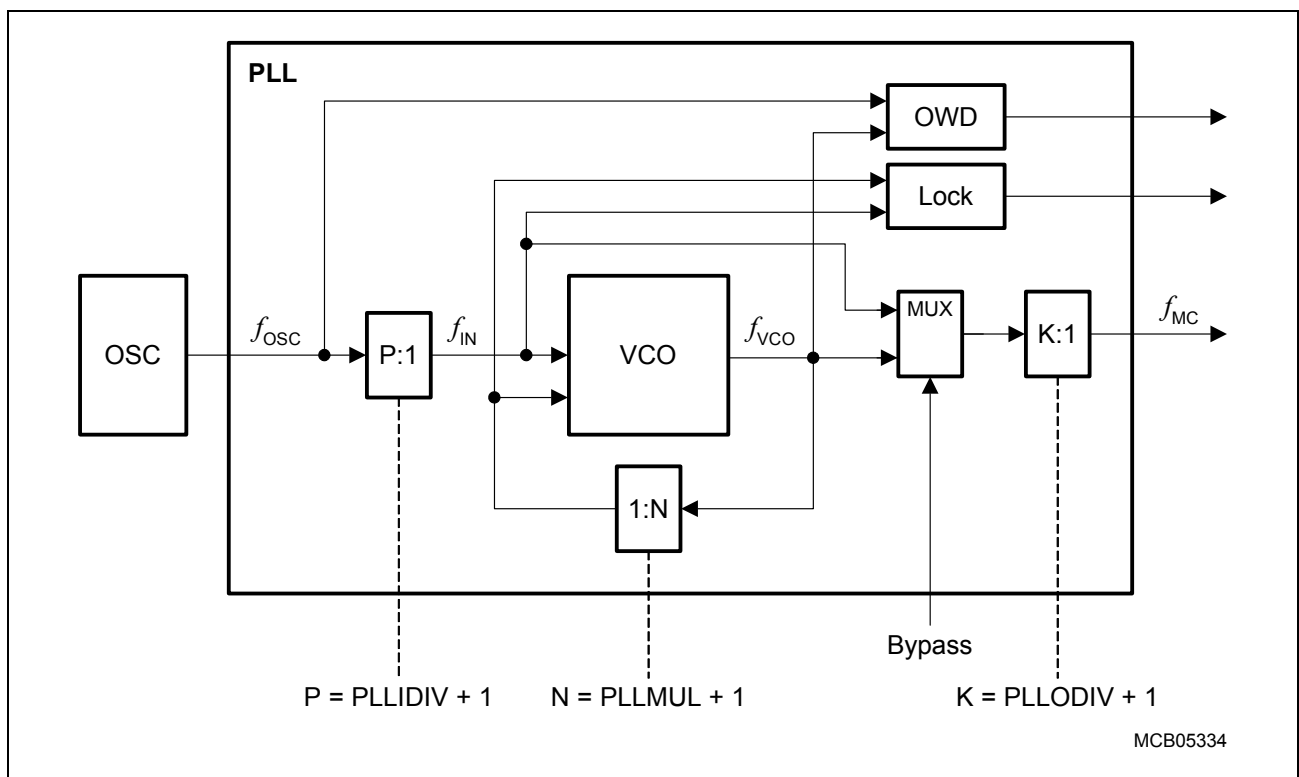 PLL
OWD
Lock
OSC
fOSC
P:1
fIN
VCO
fVCO
MUX
K:1
fMC
1:N
Bypass
P = PLLIDIV + 1
N = PLLMUL + 1
K = PLLODIV + 1
MCB05334